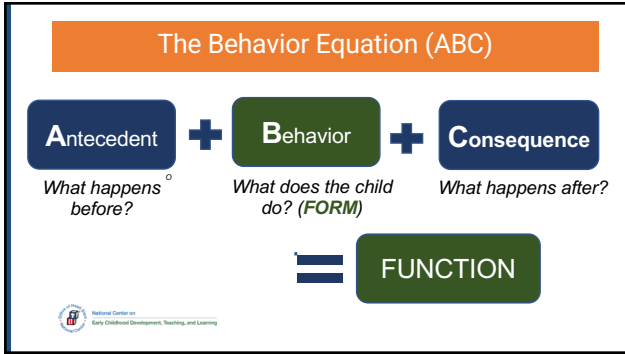 The Behavior Equation (ABC)
Antecedent + Behavior + Consequence
What happens before?
What does the child do? (FORM)
What happens after?
= FUNCTION
National Center on
Early Childhood Development, Teaching, and Learning